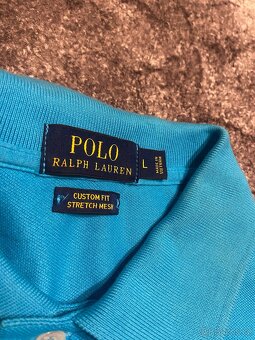 POLO
RALPH LAUREN
L
CUSTOM FIT
STRETCH MESH